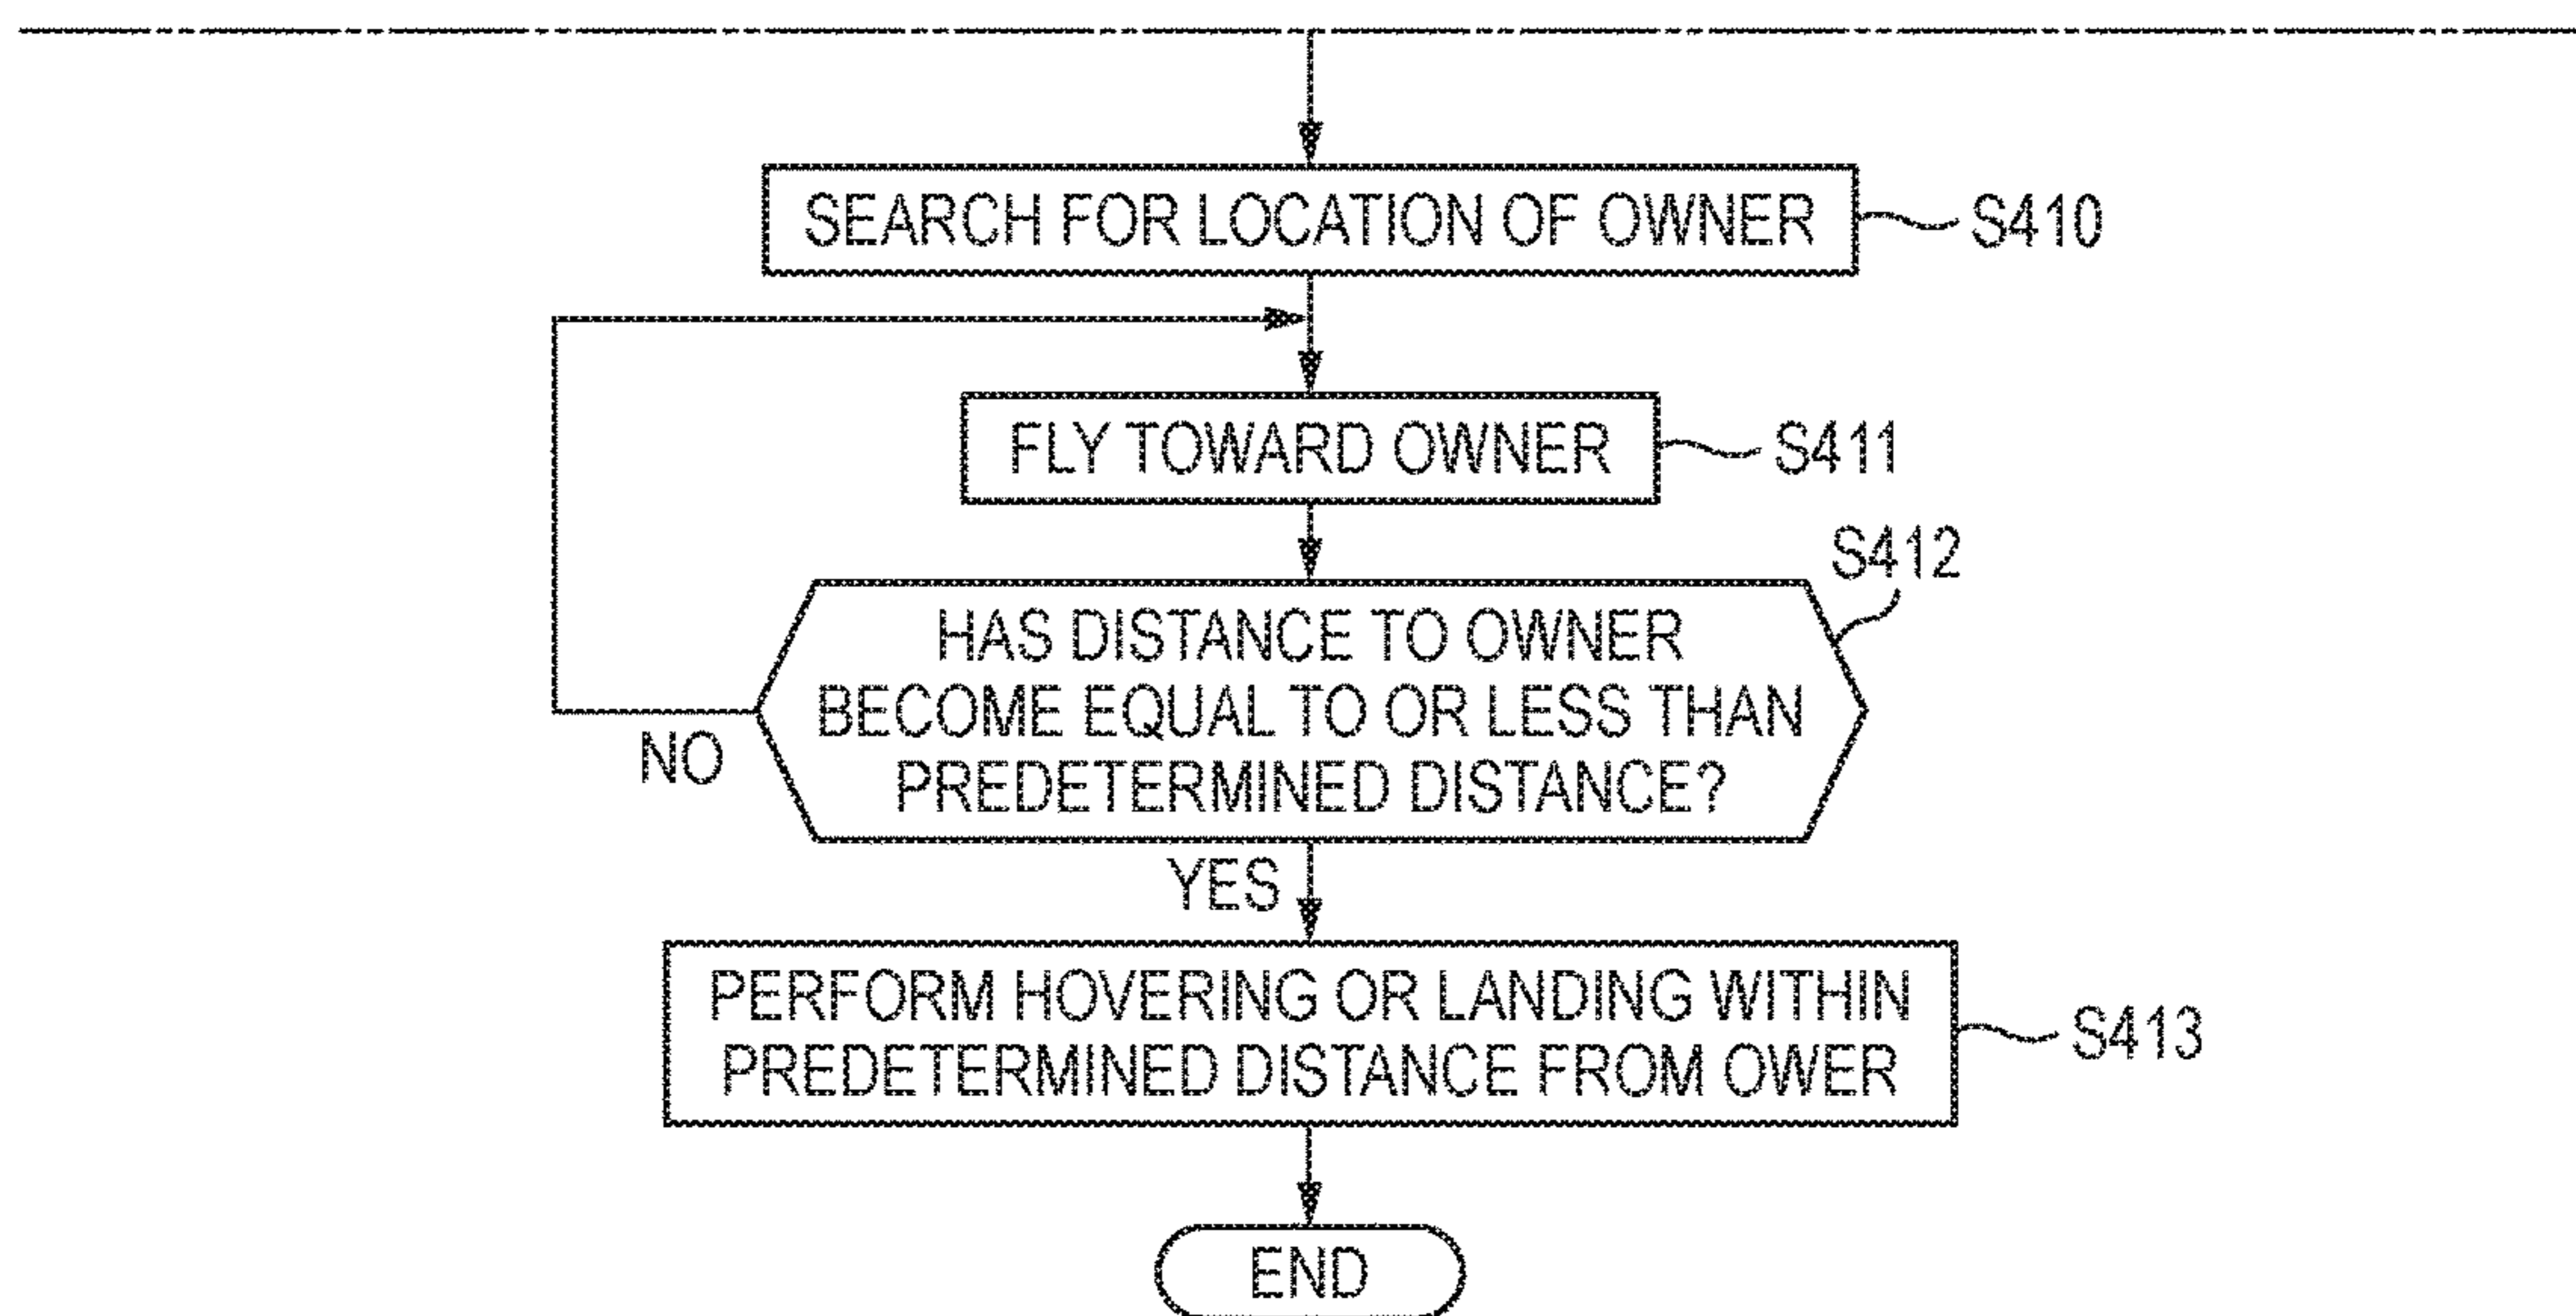 SEARCH FOR LOCATION OF OWNER
S410
FLY TOWARD OWNER
S411
S412
HAS DISTANCE TO OWNER
BECOME EQUAL TO OR LESS THAN
PREDETERMINED DISTANCE?
NO
YES
PERFORM HOVERING OR LANDING WITHIN
PREDETERMINED DISTANCE FROM OWER
S413
END